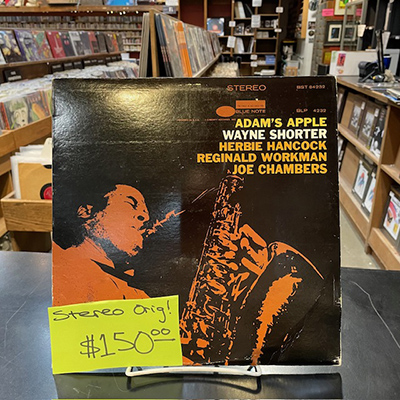 STEREO
BST 84232
BLUE NOTE
BLP 4232
ADAM'S APPLE
WAYNE SHORTER
HERBIE HANCOCK
REGINALD WORKMAN
JOE CHAMBERS
Stereo Orig!
$150.00